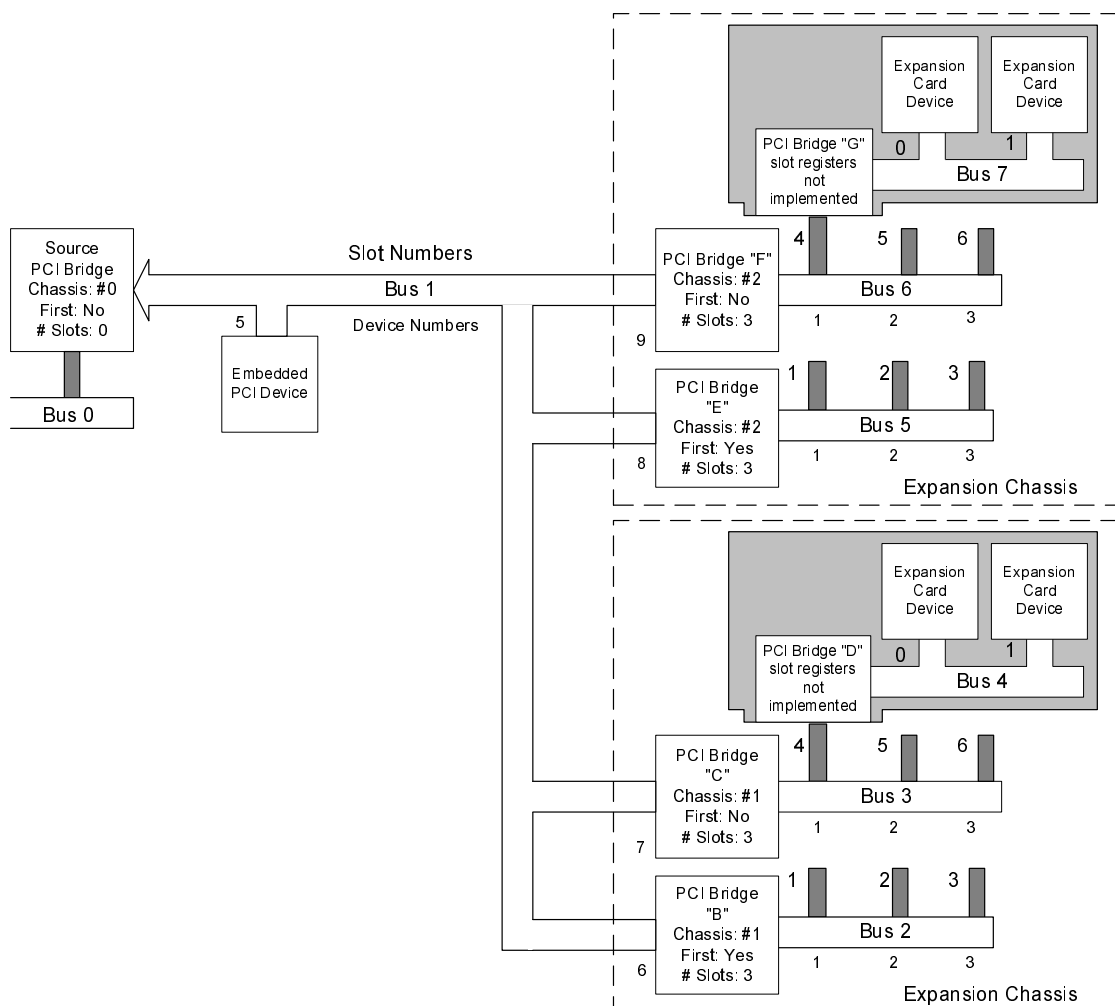 Expansion
Card
Device
Expansion
Card
Device
PCI Bridge "G"
slot registers
not
implemented
0
1
Bus 7
Source
PCI Bridge
Chassis: #0
First: No
# Slots: 0
Slot Numbers
Bus 1
Device Numbers
5
Embedded
PCI Device
Bus 0
PCI Bridge "F"
Chassis: #2
First: No
# Slots: 3
9
4
5
6
Bus 6
1
2
3
PCI Bridge
"E"
Chassis: #2
First: Yes
# Slots: 3
8
1
2
3
Bus 5
1
2
3
Expansion Chassis
Expansion
Card
Device
Expansion
Card
Device
PCI Bridge "D"
slot registers
not
implemented
0
1
Bus 4
PCI Bridge
"C"
Chassis: #1
First: No
# Slots: 3
7
4
5
6
Bus 3
1
2
3
PCI Bridge
"B"
Chassis: #1
First: Yes
# Slots: 3
6
1
2
3
Bus 2
1
2
3
Expansion Chassis